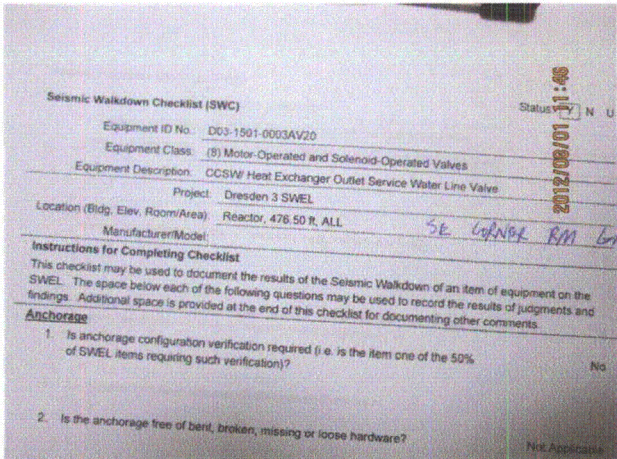 Seismic Walkdown Checklist (SWC)
Status: Y N U
Equipment ID No.: D03-1501-0003AV20
Equipment Class: (8) Motor-Operated and Solenoid-Operated Valves
Equipment Description: CCSW Heat Exchanger Outlet Service Water Line Valve
Project: Dresden 3 SWEL
Location (Bldg, Elev, Room/Area): Reactor, 476.50 ft, ALL
SE CORNER RM
Manufacturer/Model:
Instructions for Completing Checklist
This checklist may be used to document the results of the Seismic Walkdown of an item of equipment on the
SWEL. The space below each of the following questions may be used to record the results of judgments and
findings. Additional space is provided at the end of this checklist for documenting other comments.
Anchorage
1. Is anchorage configuration verification required (i.e. is the item one of the 50%
of SWEL items requiring such verification)?
No
2. Is the anchorage free of bent, broken, missing or loose hardware?
Not Applicable
2012/08/01 11:46